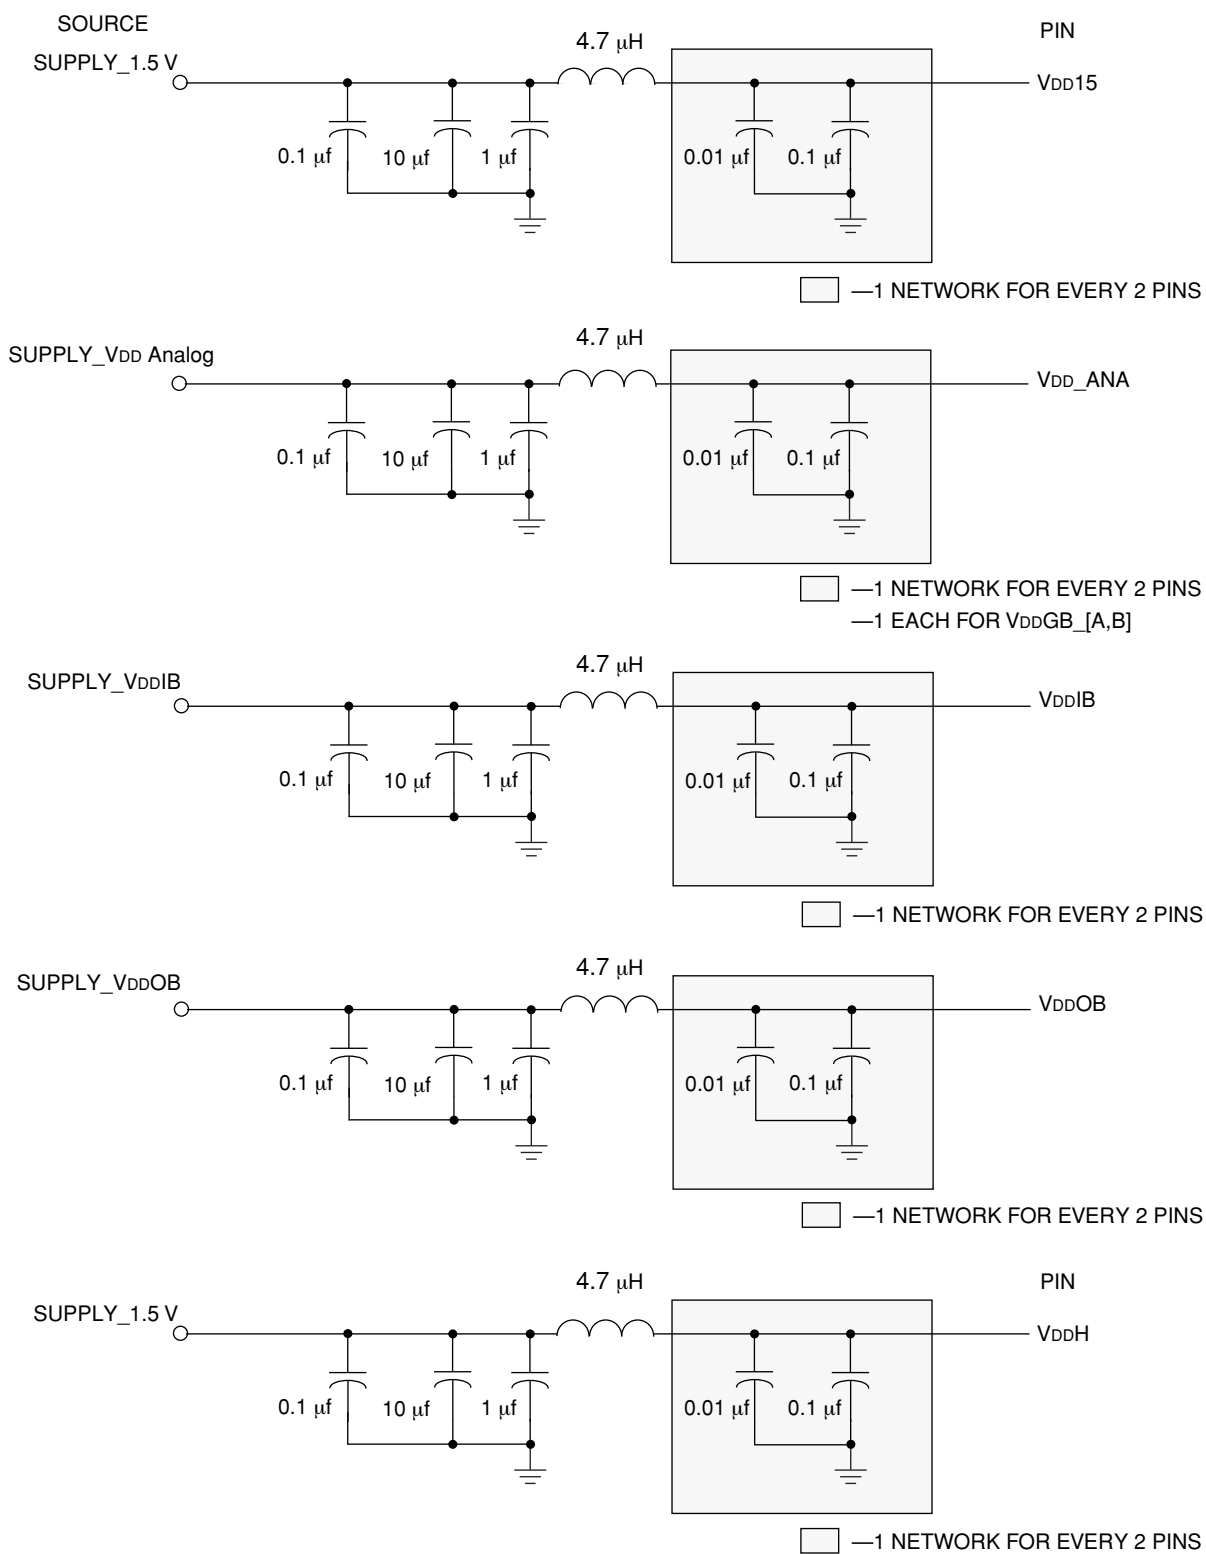 SOURCE
PIN
4.7 μH
SUPPLY_1.5 V
VDD15
0.1 μf
10 μf
1 μf
0.01 μf
0.1 μf
—1 NETWORK FOR EVERY 2 PINS
4.7 μH
SUPPLY_VDD Analog
VDD_ANA
0.1 μf
10 μf
1 μf
0.01 μf
0.1 μf
—1 NETWORK FOR EVERY 2 PINS
—1 EACH FOR VDDGB_[A,B]
4.7 μH
SUPPLY_VDDIB
VDDIB
0.1 μf
10 μf
1 μf
0.01 μf
0.1 μf
—1 NETWORK FOR EVERY 2 PINS
4.7 μH
SUPPLY_VDDOB
VDDOB
0.1 μf
10 μf
1 μf
0.01 μf
0.1 μf
—1 NETWORK FOR EVERY 2 PINS
4.7 μH
PIN
SUPPLY_1.5 V
VDDH
0.1 μf
10 μf
1 μf
0.01 μf
0.1 μf
—1 NETWORK FOR EVERY 2 PINS